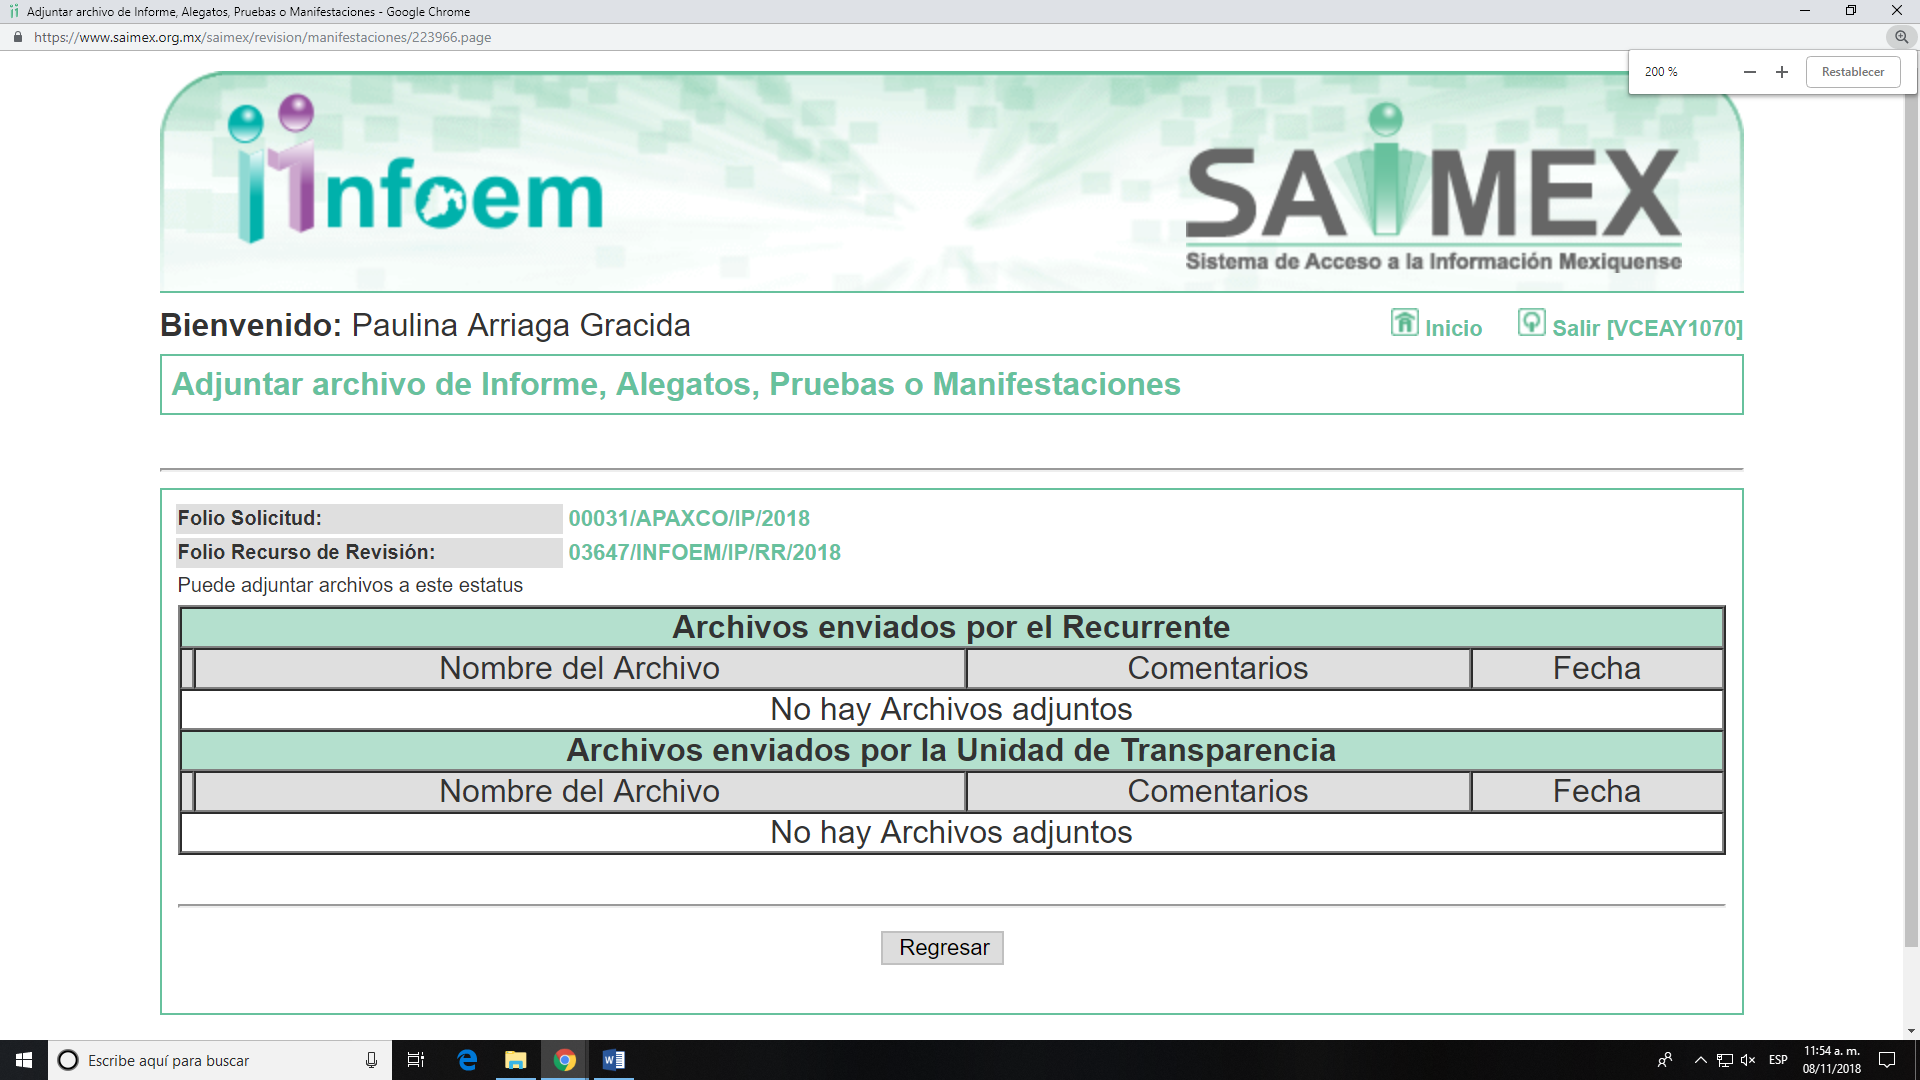 Adjuntar archivo de Informe, Alegatos, Pruebas o Manifestaciones - Google Chrome
https://www.saimex.org.mx/saimex/revision/manifestaciones/223966.page
200 %
Restablecer
infoem
SAIMEX
Sistema de Acceso a la Información Mexiquense
Bienvenido: Paulina Arriaga Gracida
Inicio
Salir [VCEAY1070]
Adjuntar archivo de Informe, Alegatos, Pruebas o Manifestaciones
Folio Solicitud: 00031/APAXCO/IP/2018
Folio Recurso de Revisión: 03647/INFOEM/IP/RR/2018
Puede adjuntar archivos a este estatus
Archivos enviados por el Recurrente
Nombre del Archivo Comentarios Fecha
No hay Archivos adjuntos
Archivos enviados por la Unidad de Transparencia
Nombre del Archivo Comentarios Fecha
No hay Archivos adjuntos
Regresar
Escribe aquí para buscar
ESP
11:54 a. m.
08/11/2018